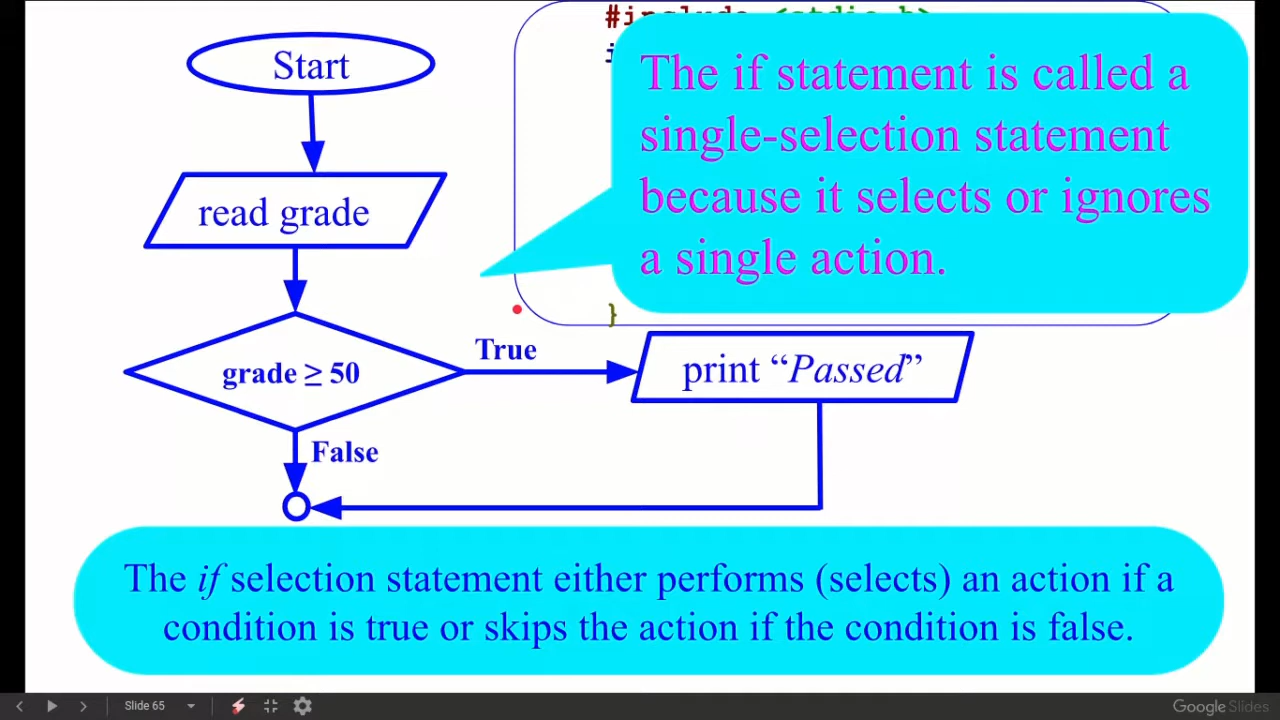 Start
read grade
grade ≥ 50
True
print “Passed”
False
The if statement is called a
single-selection statement
because it selects or ignores
a single action.
}
The if selection statement either performs (selects) an action if a
condition is true or skips the action if the condition is false.
Slide 65
Google Slides